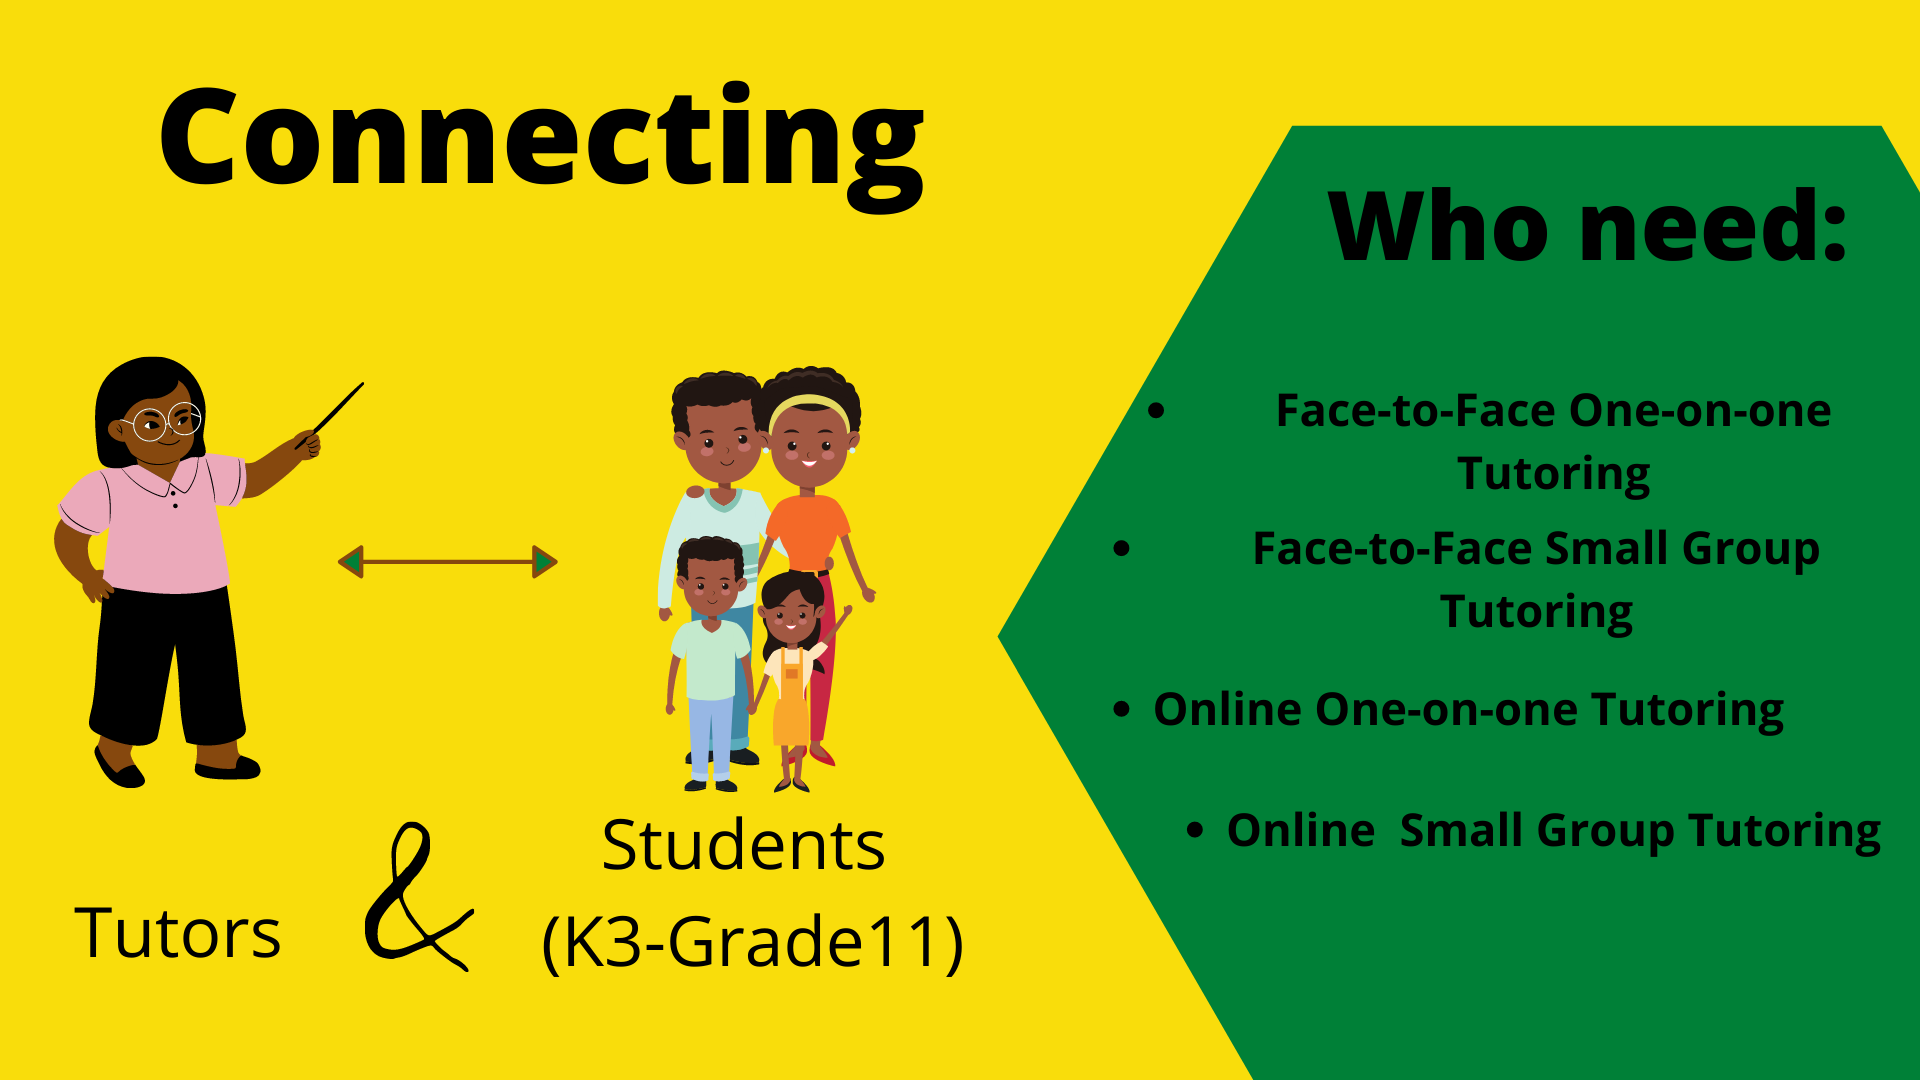 Connecting
Tutors
&
Students
(K3-Grade11)
Who need:
• Face-to-Face One-on-one
Tutoring
• Face-to-Face Small Group
Tutoring
• Online One-on-one Tutoring
• Online  Small Group Tutoring